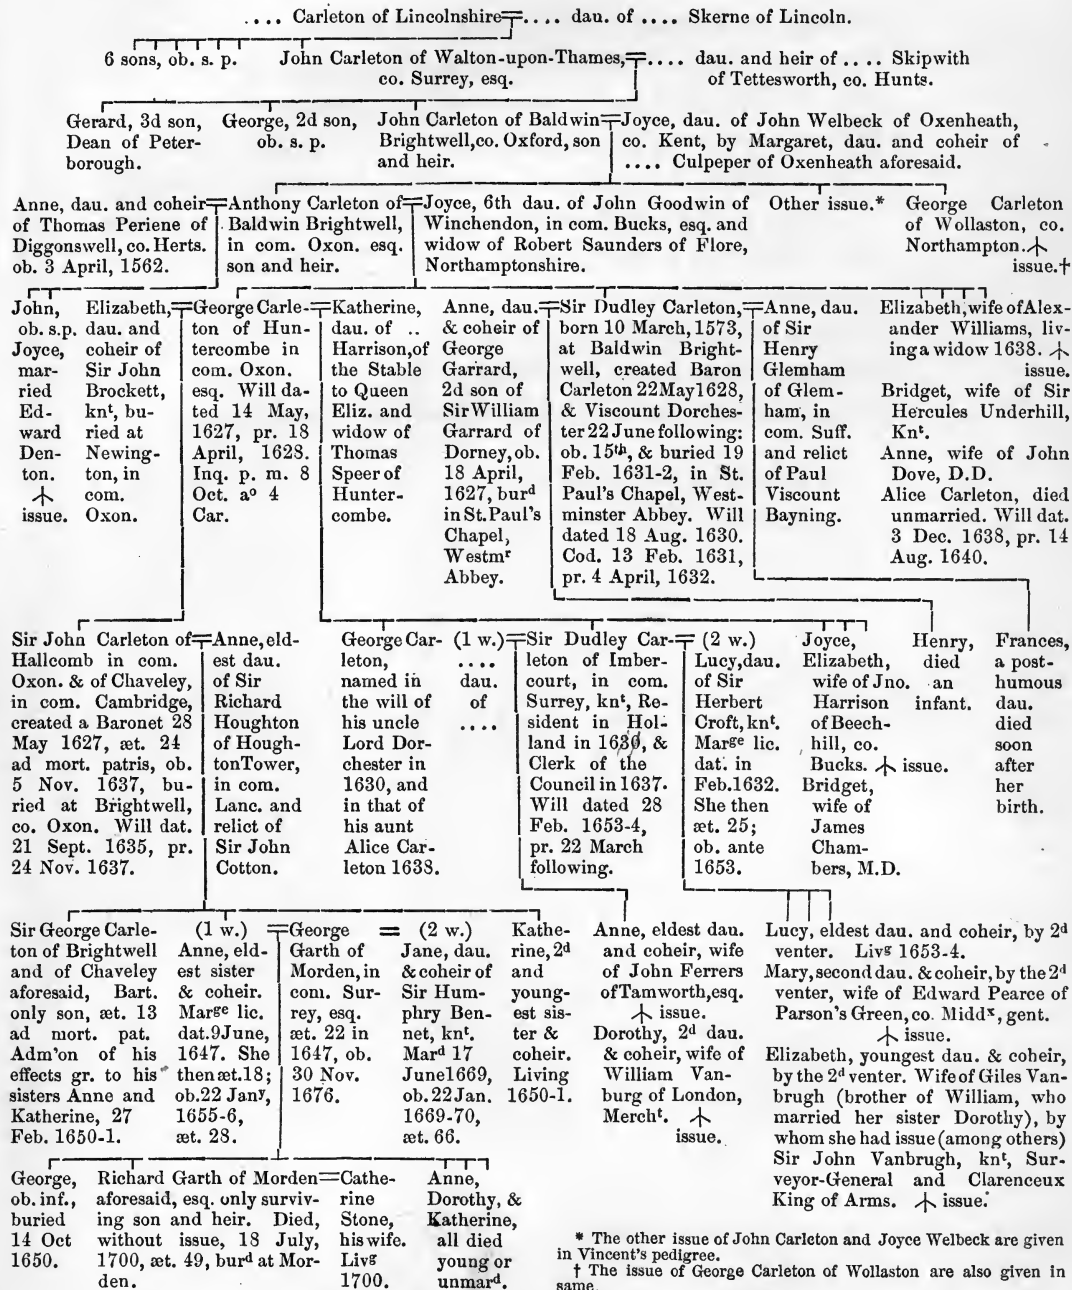 .... Carleton of Lincolnshire .... dau. of .... Skerne of Lincoln.
6 sons, ob. s. p.
John Carleton of Walton-upon-Thames,
co. Surrey, esq.
.... dau. and heir of .... Skipwith
of Tettesworth, co. Hunts.
Gerard, 3d son,
Dean of Peter-
borough.
George, 2d son,
ob. s. p.
John Carleton of Baldwin
Brightwell, co. Oxford, son
and heir.
Joyce, dau. of John Welbeck of Oxenheath,
co. Kent, by Margaret, dau. and coheir of
.... Culpeper of Oxenheath aforesaid.
Anne, dau. and coheir
of Thomas Periene of
Diggonswell, co. Herts.
ob. 3 April, 1562.
Anthony Carleton of
Baldwin Brightwell,
in com. Oxon. esq.
son and heir.
Joyce, 6th dau. of John Goodwin of
Winchendon, in com. Bucks, esq. and
widow of Robert Saunders of Flore,
Northamptonshire.
Other issue.*
George Carleton
of Wollaston, co.
Northampton.
issue.†
John,
ob. s.p.
Joyce,
mar-
ried
Ed-
ward
Den-
ton.
issue.
Elizabeth,
dau. and
coheir of
Sir John
Brockett,
knt, bu-
ried at
Newing-
ton, in
com.
Oxon.
George Carle-
ton of Hun-
tercombe in
com. Oxon.
esq. Will da-
ted 14 May,
1627, pr. 18
April, 1628.
Inq. p. m. 8
Oct. ao 4
Car.
Katherine,
dau. of ..
Harrison, of
the Stable
to Queen
Eliz. and
widow of
Thomas
Speer of
Hunter-
combe.
Anne, dau.
& coheir of
George
Garrard,
2d son of
Sir William
Garrard of
Dorney, ob.
18 April,
1627, burd
in St. Paul's
Chapel,
Westmr
Abbey.
Sir Dudley Carleton,
born 10 March, 1573,
at Baldwin Bright-
well, created Baron
Carleton 22 May 1628,
& Viscount Dorches-
ter 22 June following:
ob. 15th, & buried 19
Feb. 1631-2, in St.
Paul's Chapel, West-
minster Abbey. Will
dated 18 Aug. 1630.
Cod. 13 Feb. 1631,
pr. 4 April, 1632.
Anne, dau.
of Sir
Henry
Glemham
of Glem-
ham, in
com. Suff.
and relict
of Paul
Viscount
Bayning.
Elizabeth, wife of Alex-
ander Williams, liv-
ing a widow 1638.
issue.
Bridget, wife of Sir
Hercules Underhill,
Knt.
Anne, wife of John
Dove, D.D.
Alice Carleton, died
unmarried. Will dat.
3 Dec. 1638, pr. 14
Aug. 1640.
Sir John Carleton of
Hallcomb in com.
Oxon. & of Chaveley,
in com. Cambridge,
created a Baronet 28
May 1627, æt. 24
ad mort. patris, ob.
5 Nov. 1637, bu-
ried at Brightwell,
co. Oxon. Will dat.
21 Sept. 1635, pr.
24 Nov. 1637.
Anne, eld-
est dau.
of Sir
Richard
Houghton
of Hough-
ton Tower,
in com.
Lanc. and
relict of
Sir John
Cotton.
George Car-
leton,
named in
the will of
his uncle
Lord Dor-
chester in
1630, and
in that of
his aunt
Alice Car-
leton 1638.
(1 w.)
....
dau.
of
....
Sir Dudley Car-
leton of Imber-
court, in com.
Surrey, knt, Re-
sident in Hol-
land in 1630, &
Clerk of the
Council in 1637.
Will dated 28
Feb. 1653-4,
pr. 22 March
following.
(2 w.)
Lucy, dau.
of Sir
Herbert
Croft, knt.
Marge lic.
dat. in
Feb. 1632.
She then
æt. 25;
ob. ante
1653.
Joyce,
Elizabeth,
wife of Jno.
Harrison
of Beech-
hill, co.
Bucks. issue.
Bridget,
wife of
James
Cham-
bers, M.D.
Henry,
died
an
infant.
Frances,
a post-
humous
dau.
died
soon
after
her
birth.
Sir George Carle-
ton of Brightwell
and of Chaveley
aforesaid, Bart.
only son, æt. 13
ad mort. pat.
Adm'on of his
effects gr. to his
sisters Anne and
Katherine, 27
Feb. 1650-1.
(1 w.)
Anne, eld-
est sister
& coheir.
Marge lic.
dat. 9 June,
1647. She
then æt. 18;
ob. 22 Jany,
1655-6,
æt. 28.
George
Garth of
Morden, in
com. Sur-
rey, esq.
æt. 22 in
1647, ob.
30 Nov.
1676.
(2 w.)
Jane, dau.
& coheir of
Sir Hum-
phry Ben-
net, knt.
Mard 17
June 1669,
ob. 22 Jan.
1669-70,
æt. 66.
Kathe-
rine, 2d
and
young-
est sis-
ter &
coheir.
Living
1650-1.
Anne, eldest dau.
and coheir, wife
of John Ferrers
of Tamworth, esq.
issue.
Dorothy, 2d dau.
& coheir, wife of
William Van-
burg of London,
Mercht.
issue.
Lucy, eldest dau. and coheir, by 2d
venter. Livg 1653-4.
Mary, second dau. & coheir, by the 2d
venter, wife of Edward Pearce of
Parson's Green, co. Middx, gent.
issue.
Elizabeth, youngest dau. & coheir,
by the 2d venter. Wife of Giles Van-
brugh (brother of William, who
married her sister Dorothy), by
whom she had issue (among others)
Sir John Vanbrugh, knt, Sur-
veyor-General and Clarenceux
King of Arms. issue.
George,
ob. inf.,
buried
14 Oct
1650.
Richard Garth of Morden
aforesaid, esq. only surviv-
ing son and heir. Died,
without issue, 18 July,
1700, æt. 49, burd at Mor-
den.
Cathe-
rine
Stone,
his wife.
Livg
1700.
Anne,
Dorothy, &
Katherine,
all died
young or
unmard.
* The other issue of John Carleton and Joyce Welbeck are given
in Vincent's pedigree.
† The issue of George Carleton of Wollaston are also given in
same.